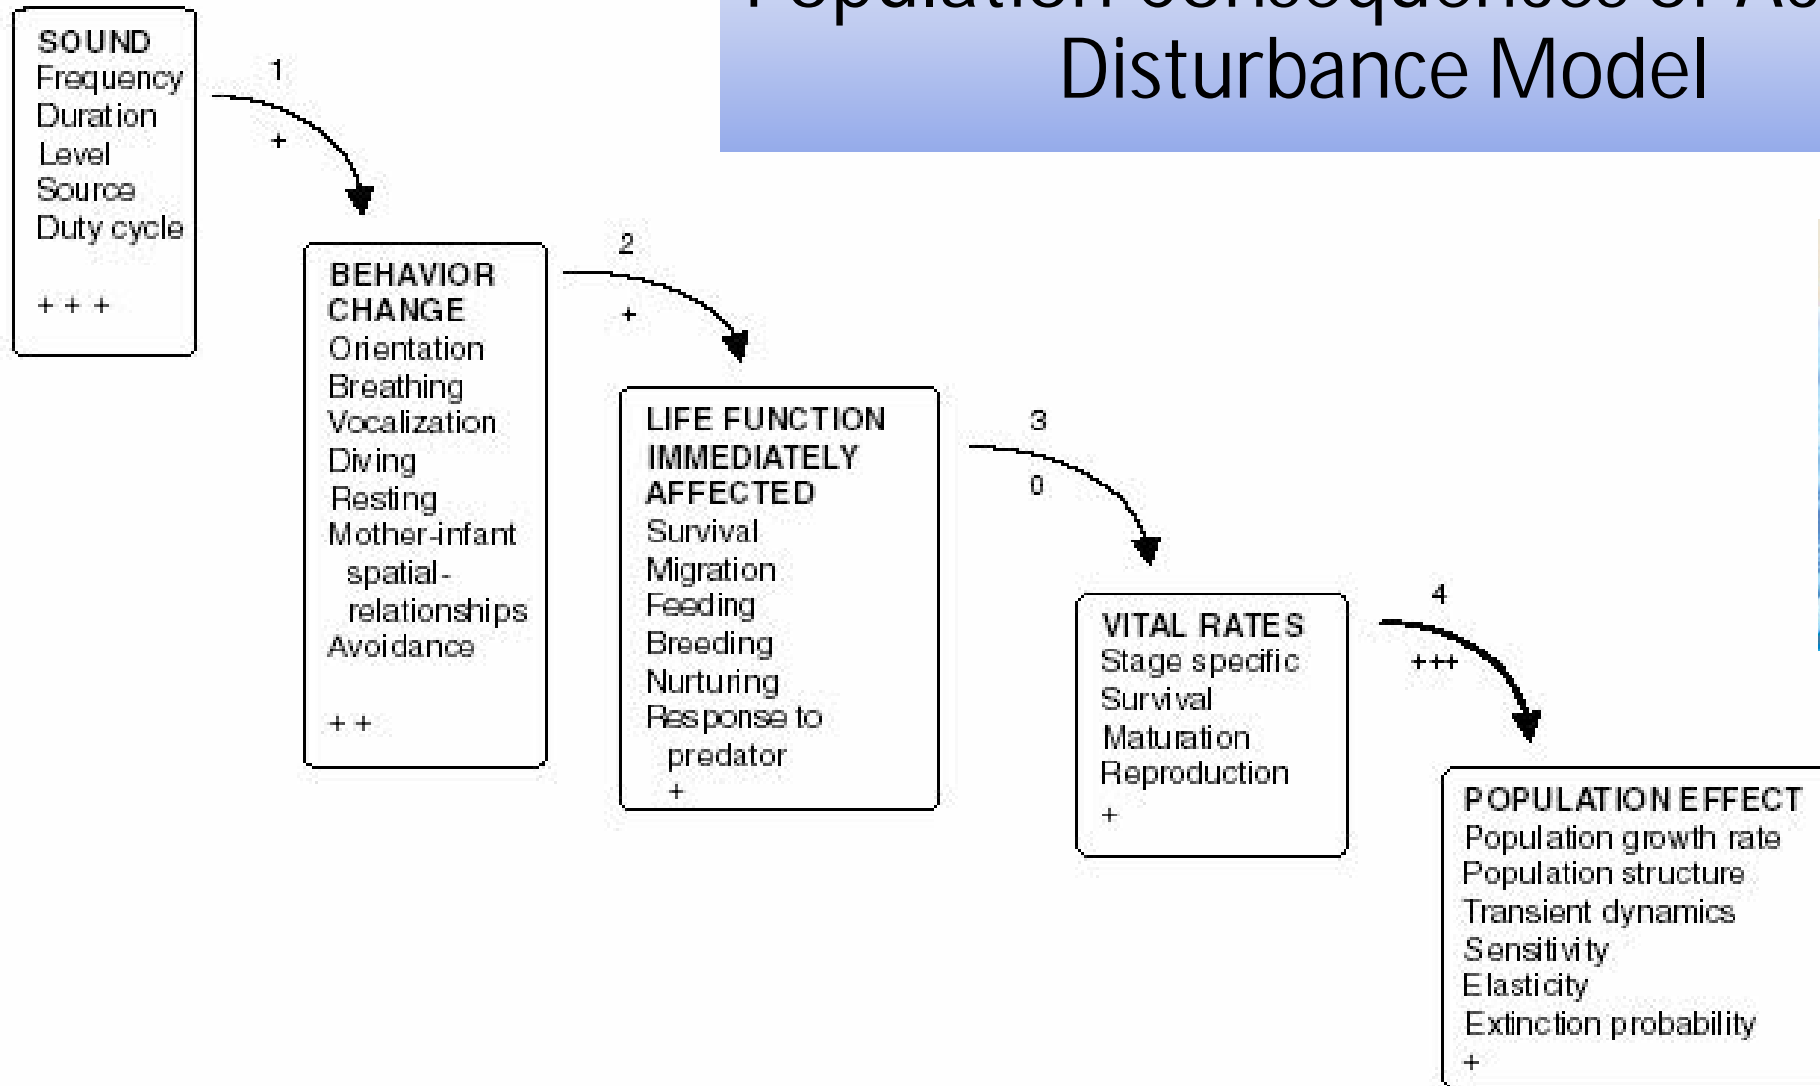 Population Consequences of
Disturbance Model
SOUND
Frequency
Duration
Level
Source
Duty cycle
+ + +
1
+
BEHAVIOR
CHANGE
Orientation
Breathing
Vocalization
Diving
Resting
Mother-infant
spatial-
relationships
Avoidance
+ +
2
+
LIFE FUNCTION
IMMEDIATELY
AFFECTED
Survival
Migration
Feeding
Breeding
Nurturing
Response to
predator
+
3
0
VITAL RATES
Stage specific
Survival
Maturation
Reproduction
+
4
+++
POPULATION EFFECT
Population growth rate
Population structure
Transient dynamics
Sensitivity
Elasticity
Extinction probability
+